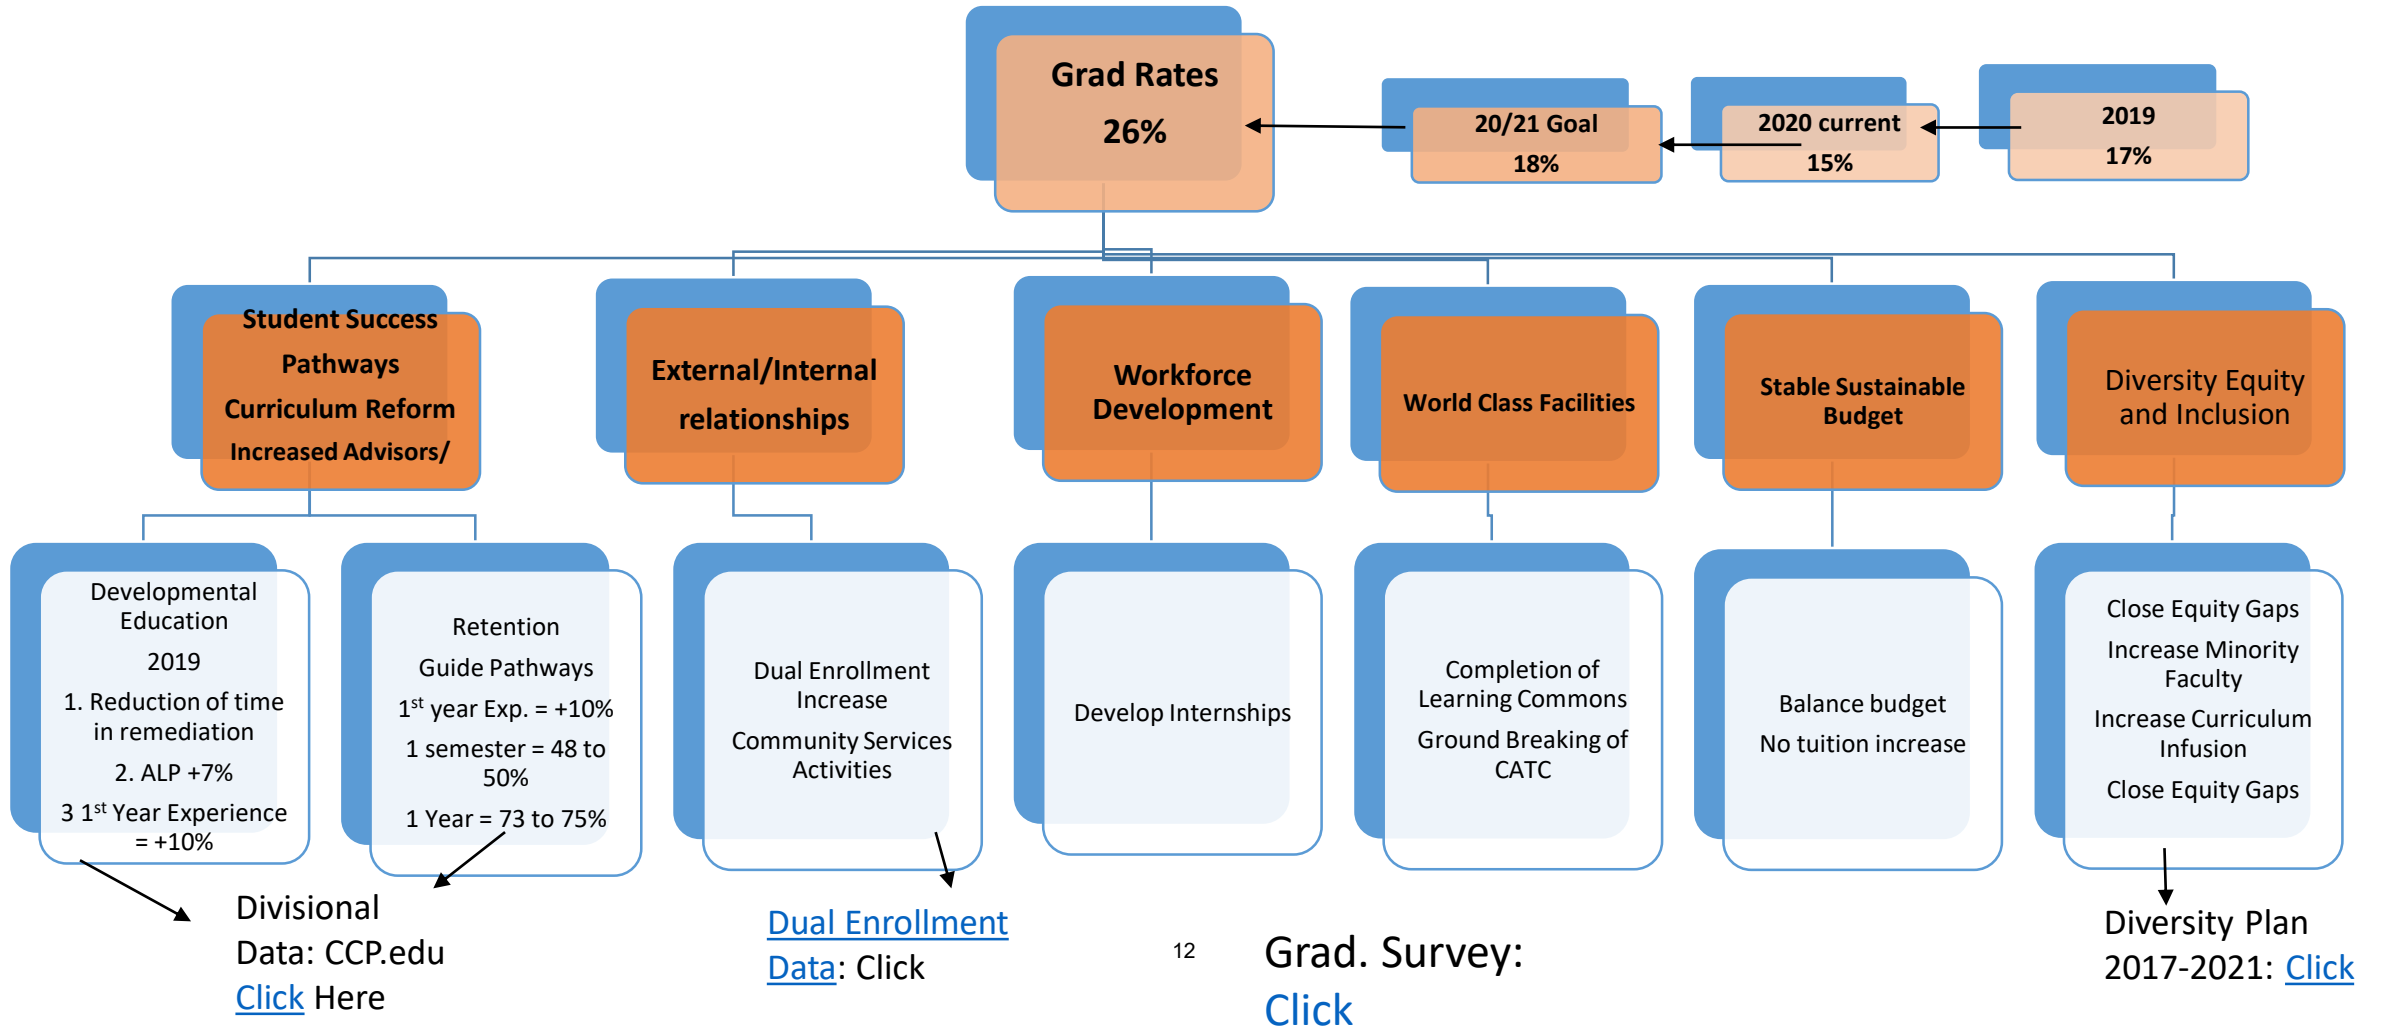 Grad Rates
26%
20/21 Goal
18%
2020 current
15%
2019
17%
Student Success
Pathways
Curriculum Reform
Increased Advisors/
External/Internal
relationships
Workforce
Development
World Class Facilities
Stable Sustainable
Budget
Diversity Equity
and Inclusion
Developmental
Education
2019
1. Reduction of time
in remediation
2. ALP +7%
3 1st Year Experience
= +10%
Retention
Guide Pathways
1st year Exp. = +10%
1 semester = 48 to
50%
1 Year = 73 to 75%
Dual Enrollment
Increase
Community Services
Activities
Develop Internships
Completion of
Learning Commons
Ground Breaking of
CATC
Balance budget
No tuition increase
Close Equity Gaps
Increase Minority
Faculty
Increase Curriculum
Infusion
Close Equity Gaps
Divisional
Data: CCP.edu
Click Here
Dual Enrollment
Data: Click
12
Grad. Survey:
Click
Diversity Plan
2017-2021: Click